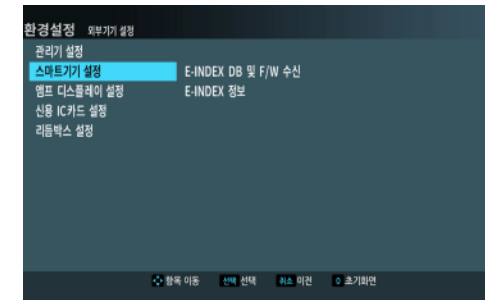 환경설정 외부기기 설정
관리기 설정
스마트기기 설정 E-INDEX DB 및 F/W 수신
앰프 디스플레이 설정 E-INDEX 정보
신용 IC카드 설정
리듬박스 설정
항목 이동 선택 선택 취소 이전 0 초기화면